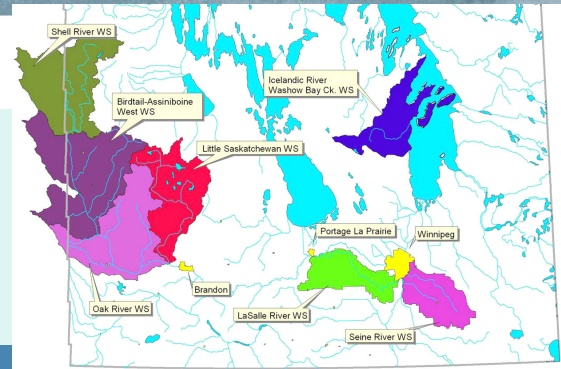 Shell River WS
Birdtail-Assiniboine
West WS
Icelandic River
Washow Bay Ck. WS
Little Saskatchewan WS
Portage La Prairie
Winnipeg
Brandon
Oak River WS
LaSalle River WS
Seine River WS